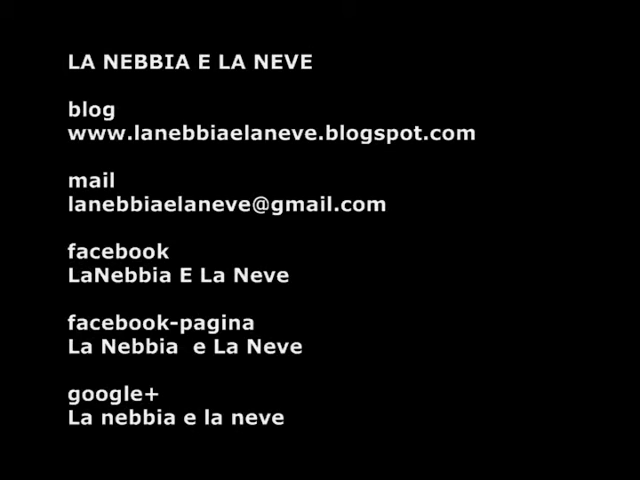 LA NEBBIA E LA NEVE
blog
www.lanebbiaelaneve.blogspot.com
mail
lanebbiaelaneve@gmail.com
facebook
LaNebbia E La Neve
facebook-pagina
La Nebbia  e La Neve
google+
La nebbia e la neve